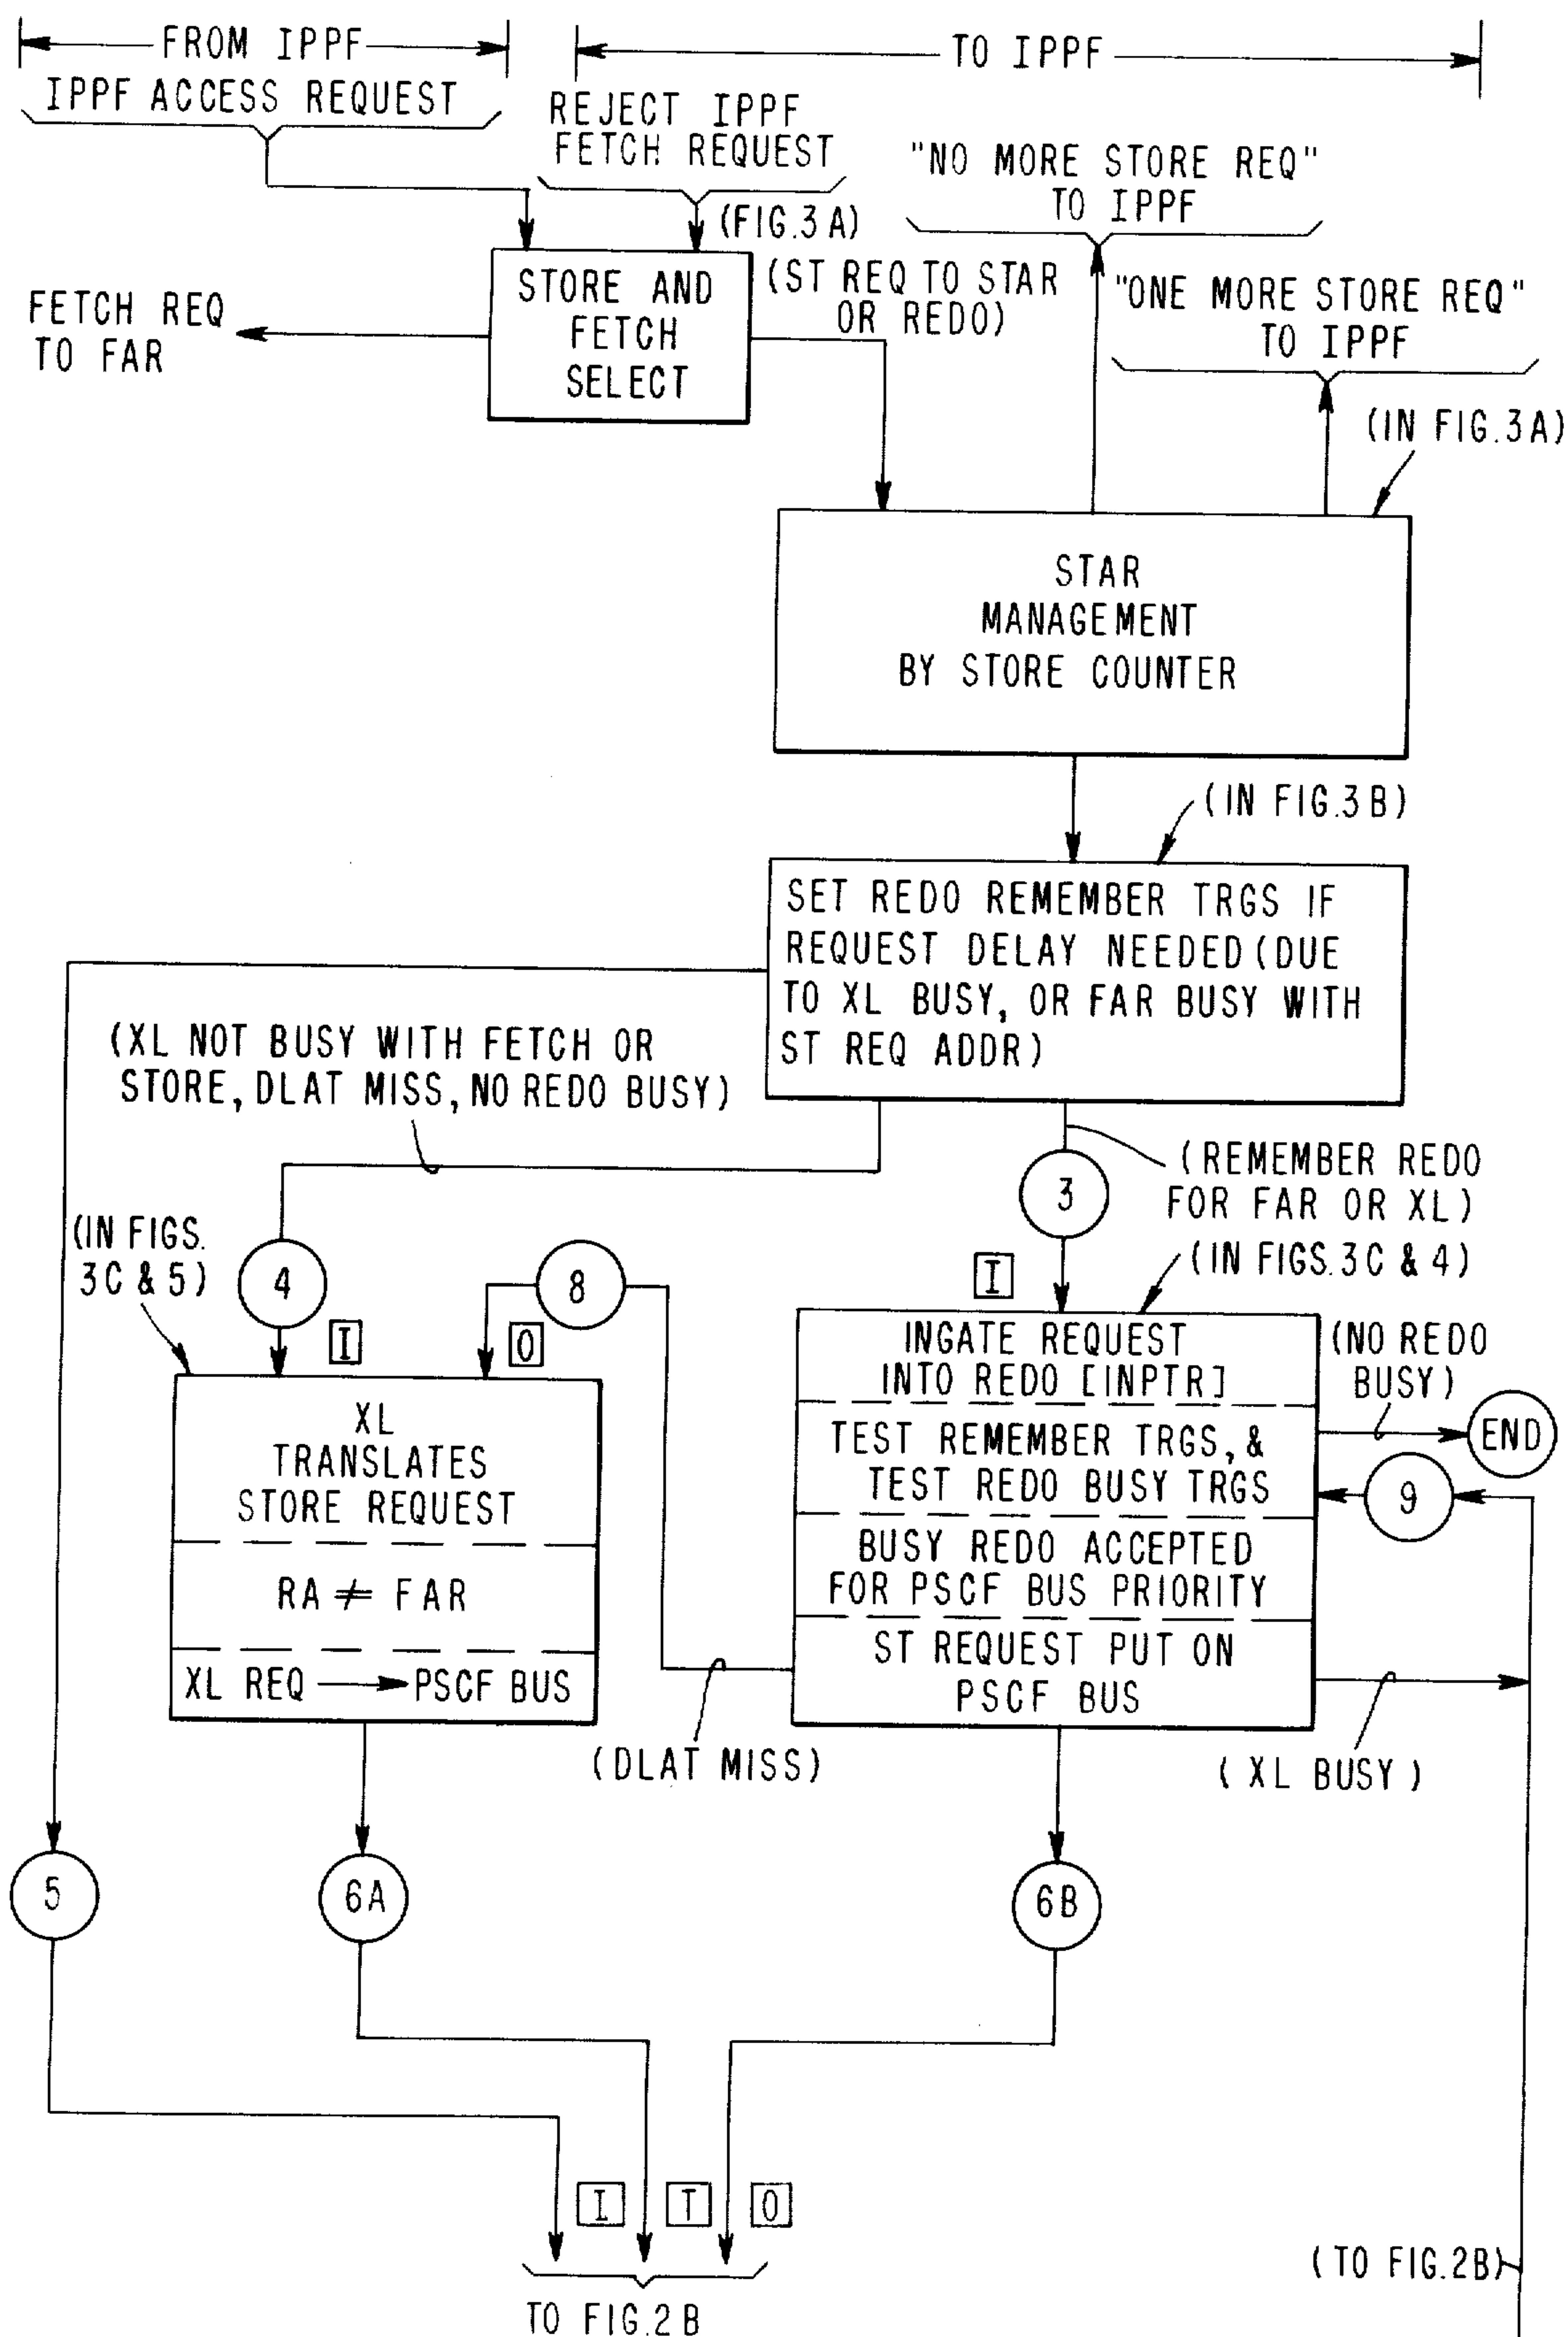 FROM IPPF
TO IPPF
IPPF ACCESS REQUEST
REJECT IPPF
FETCH REQUEST
"NO MORE STORE REQ"
TO IPPF
(FIG.3A)
STORE AND
FETCH
SELECT
(ST REQ TO STAR
OR REDO)
"ONE MORE STORE REQ"
TO IPPF
FETCH REQ
TO FAR
(IN FIG.3A)
STAR
MANAGEMENT
BY STORE COUNTER
(IN FIG.3B)
SET REDO REMEMBER TRGS IF
REQUEST DELAY NEEDED (DUE
TO XL BUSY, OR FAR BUSY WITH
ST REQ ADDR)
(XL NOT BUSY WITH FETCH OR
STORE, DLAT MISS, NO REDO BUSY)
3
(REMEMBER REDO
FOR FAR OR XL)
(IN FIGS.
3C & 5)
4
8
I
(IN FIGS.3C & 4)
I
O
XL
TRANSLATES
STORE REQUEST
RA ≠ FAR
XL REQ → PSCF BUS
INGATE REQUEST
INTO REDO [INPTR]
TEST REMEMBER TRGS, &
TEST REDO BUSY TRGS
BUSY REDO ACCEPTED
FOR PSCF BUS PRIORITY
ST REQUEST PUT ON
PSCF BUS
(NO REDO
BUSY)
END
9
(DLAT MISS)
(XL BUSY)
5
6A
6B
I
T
O
TO FIG.2B
(TO FIG.2B)